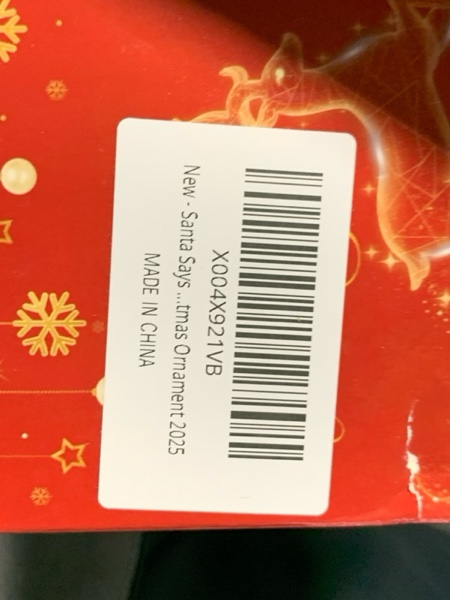 X004X921VB
New - Santa Says ...tmas Ornament 2025
MADE IN CHINA